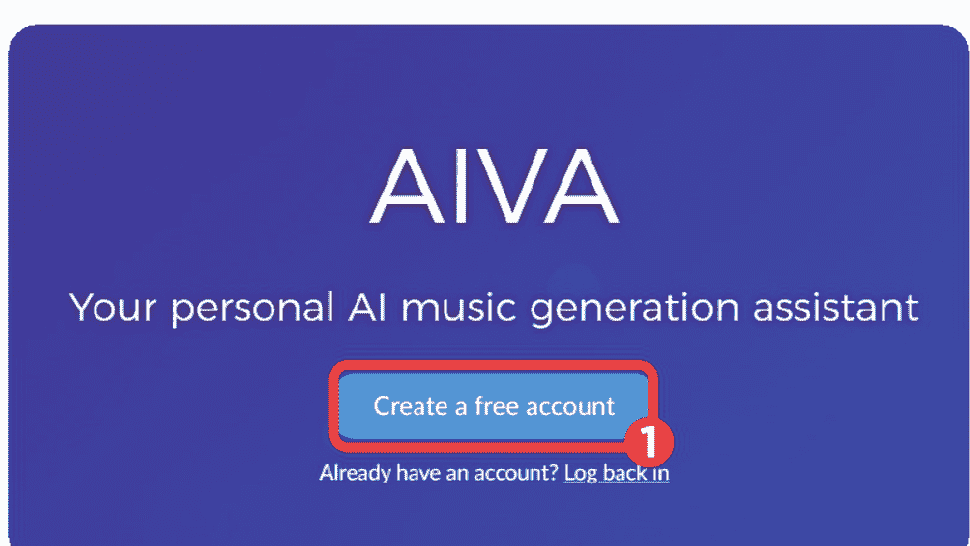 AIVA
Your personal AI music generation assistant
Create a free account
1
Already have an account? Log back in